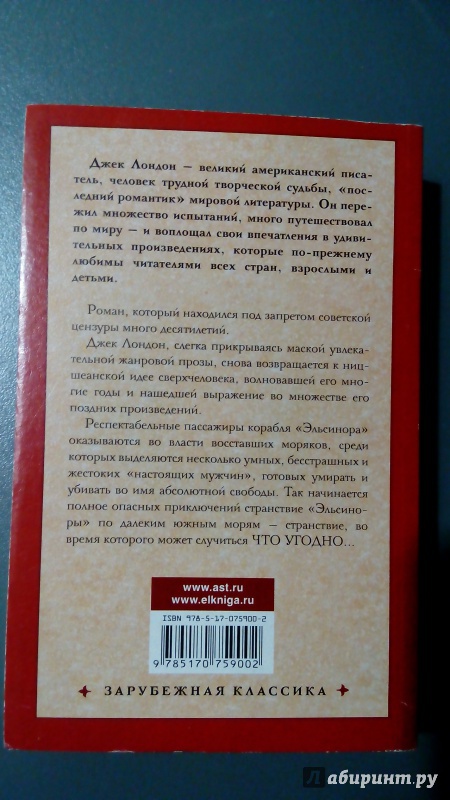 Джек Лондон — великий американский писа-
тель, человек трудной творческой судьбы, «пос-
ледний романтик» мировой литературы. Он пере-
жил множество испытаний, много путешествовал
по миру — и воплощал свои впечатления в удиви-
тельных произведениях, которые по-прежнему
любимы читателями всех стран, взрослыми и
детьми.
Роман, который находился под запретом советской
цензуры много десятилетий.
Джек Лондон, слегка прикрываясь маской увлека-
тельной жанровой прозы, снова возвращается к ниц-
шеанской идее сверхчеловека, волновавшей его мно-
гие годы и нашедшей выражение во множестве его
поздних произведений.
Респектабельные пассажиры корабля «Эльсинора»
оказываются во власти восставших моряков, среди
которых выделяются несколько умных, бесстрашных и
жестоких «настоящих мужчин», готовых умирать и
убивать во имя абсолютной свободы. Так начинается
полное опасных приключений странствие «Эльсино-
ры» по далеким южным морям — странствие, во
время которого может случиться ЧТО УГОДНО...
www.ast.ru
www.elkniga.ru
ISBN 978-5-17-075900-2
9 785170 759002
ЗАРУБЕЖНАЯ КЛАССИКА
Лабиринт.ру